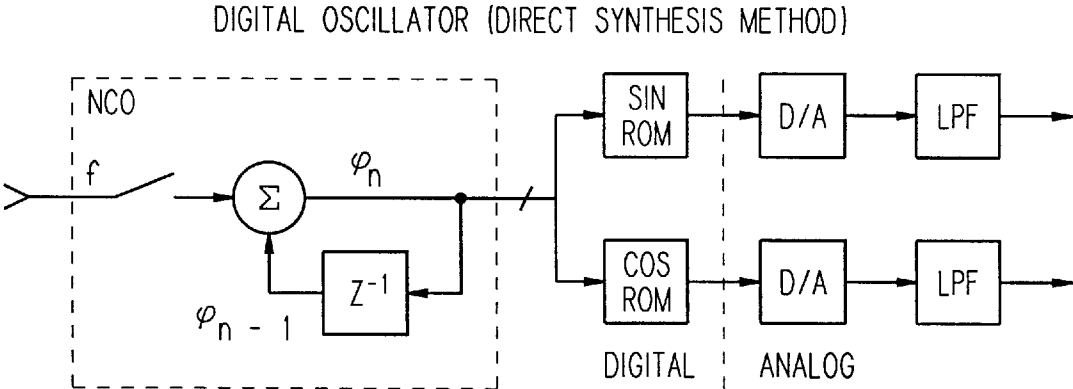 DIGITAL OSCILLATOR (DIRECT SYNTHESIS METHOD)
NCO
f
Σ
φn
Z-1
φn - 1
SIN
ROM
D/A
LPF
COS
ROM
D/A
LPF
DIGITAL
ANALOG